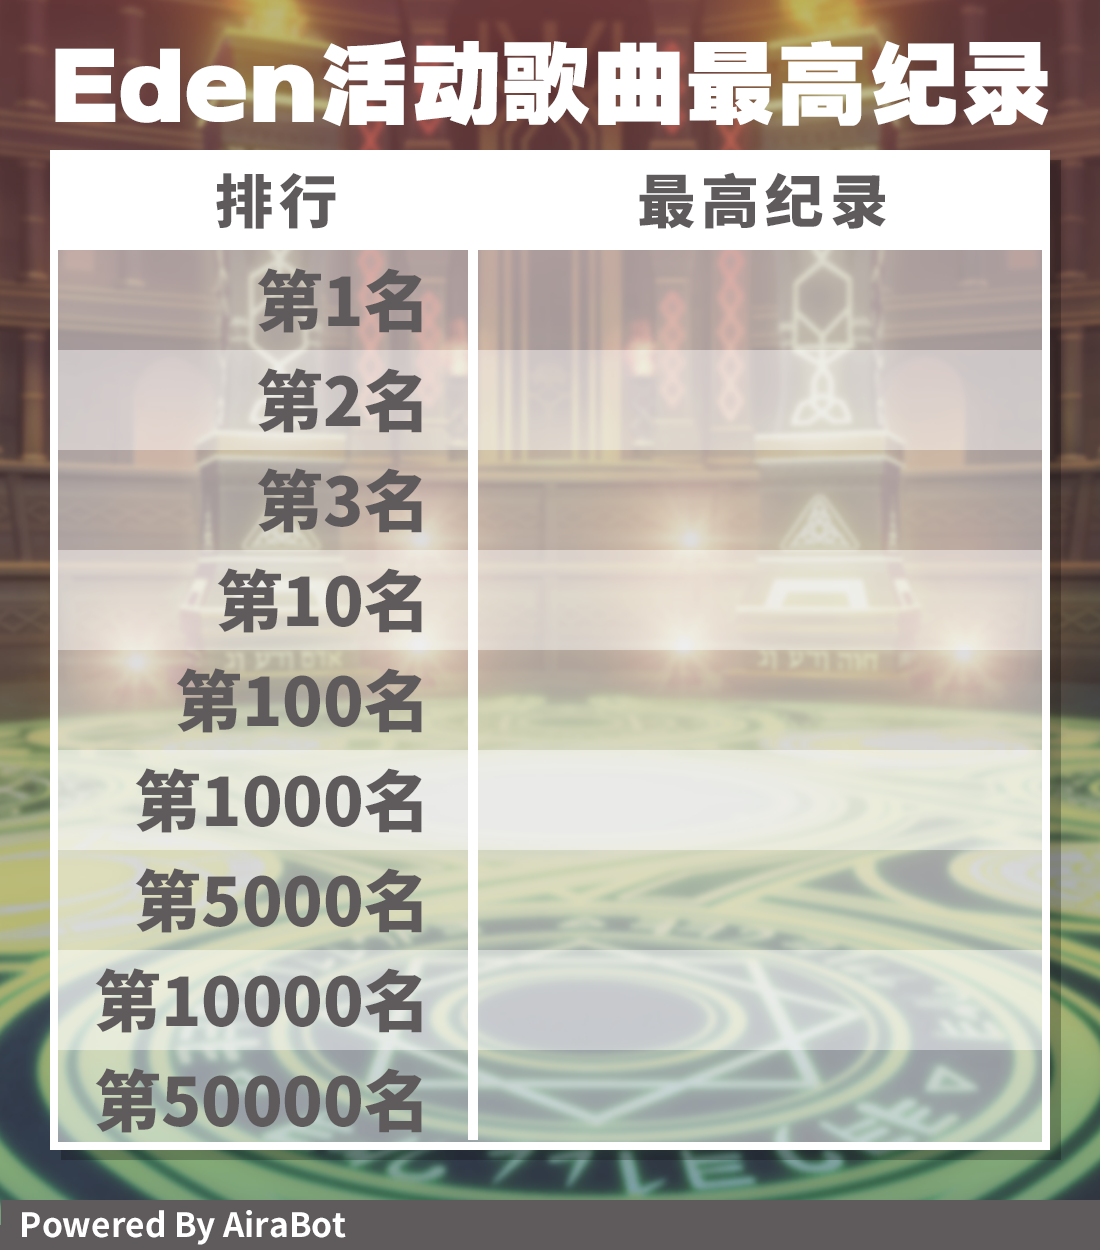 Eden活动歌曲最高纪录
排行 最高纪录
第1名
第2名
第3名
第10名
第100名
第1000名
第5000名
第10000名
第50000名
Powered By AiraBot